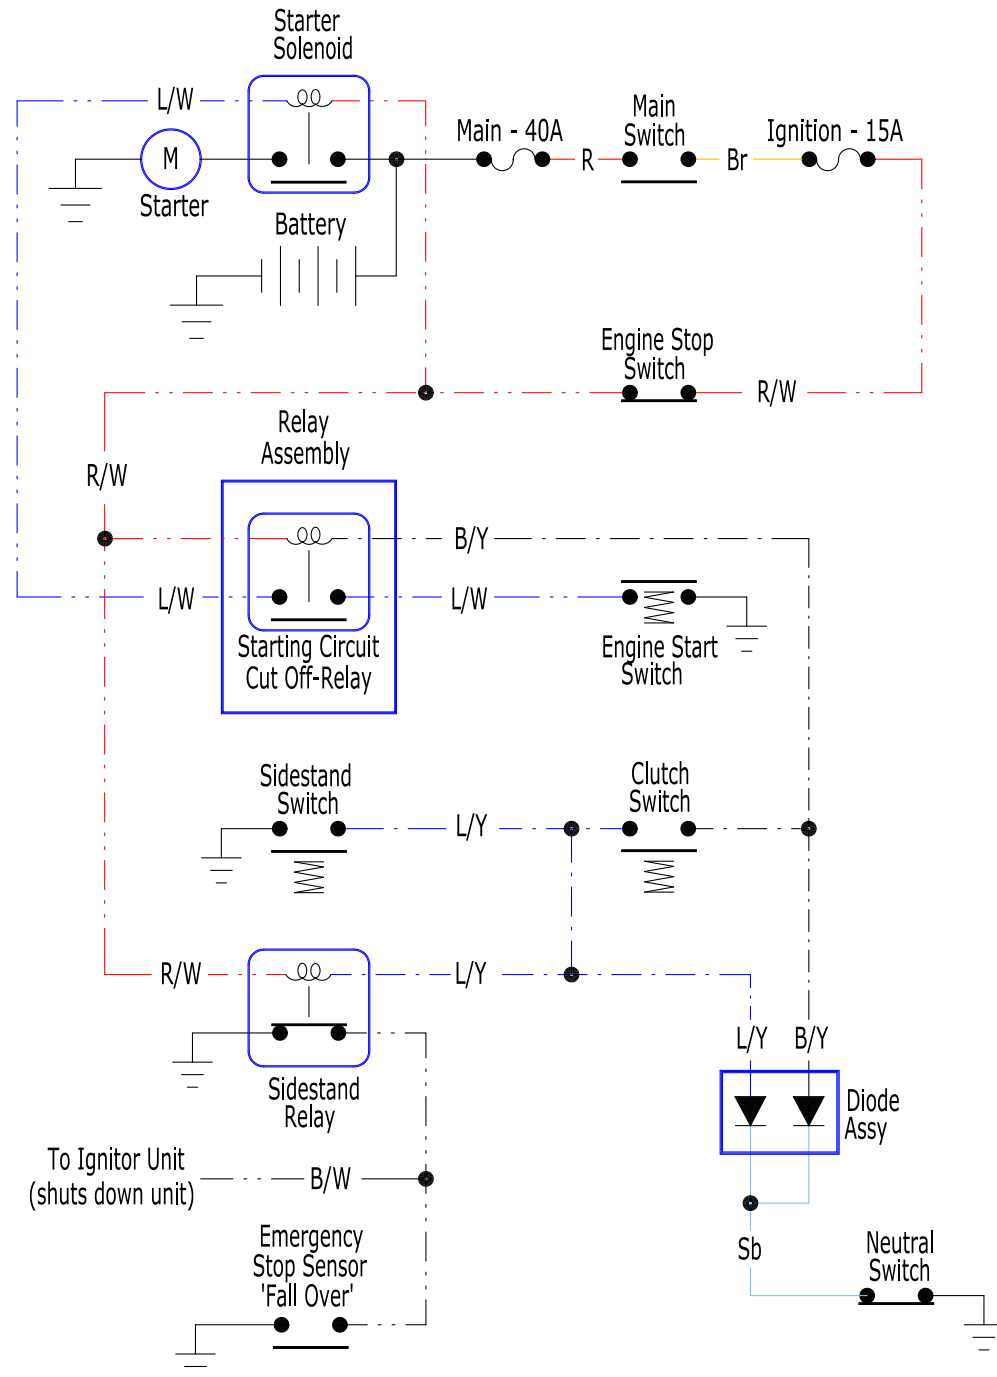 Starter
Solenoid
L/W
Main - 40A
Main
Switch
Ignition - 15A
M
R
Br
Starter
Battery
Engine Stop
Switch
R/W
Relay
Assembly
R/W
B/Y
L/W
L/W
Starting Circuit
Cut Off-Relay
Engine Start
Switch
Sidestand
Switch
L/Y
Clutch
Switch
R/W
L/Y
L/Y
B/Y
Sidestand
Relay
Diode
Assy
To Ignitor Unit
(shuts down unit)
B/W
Emergency
Stop Sensor
'Fall Over'
Sb
Neutral
Switch